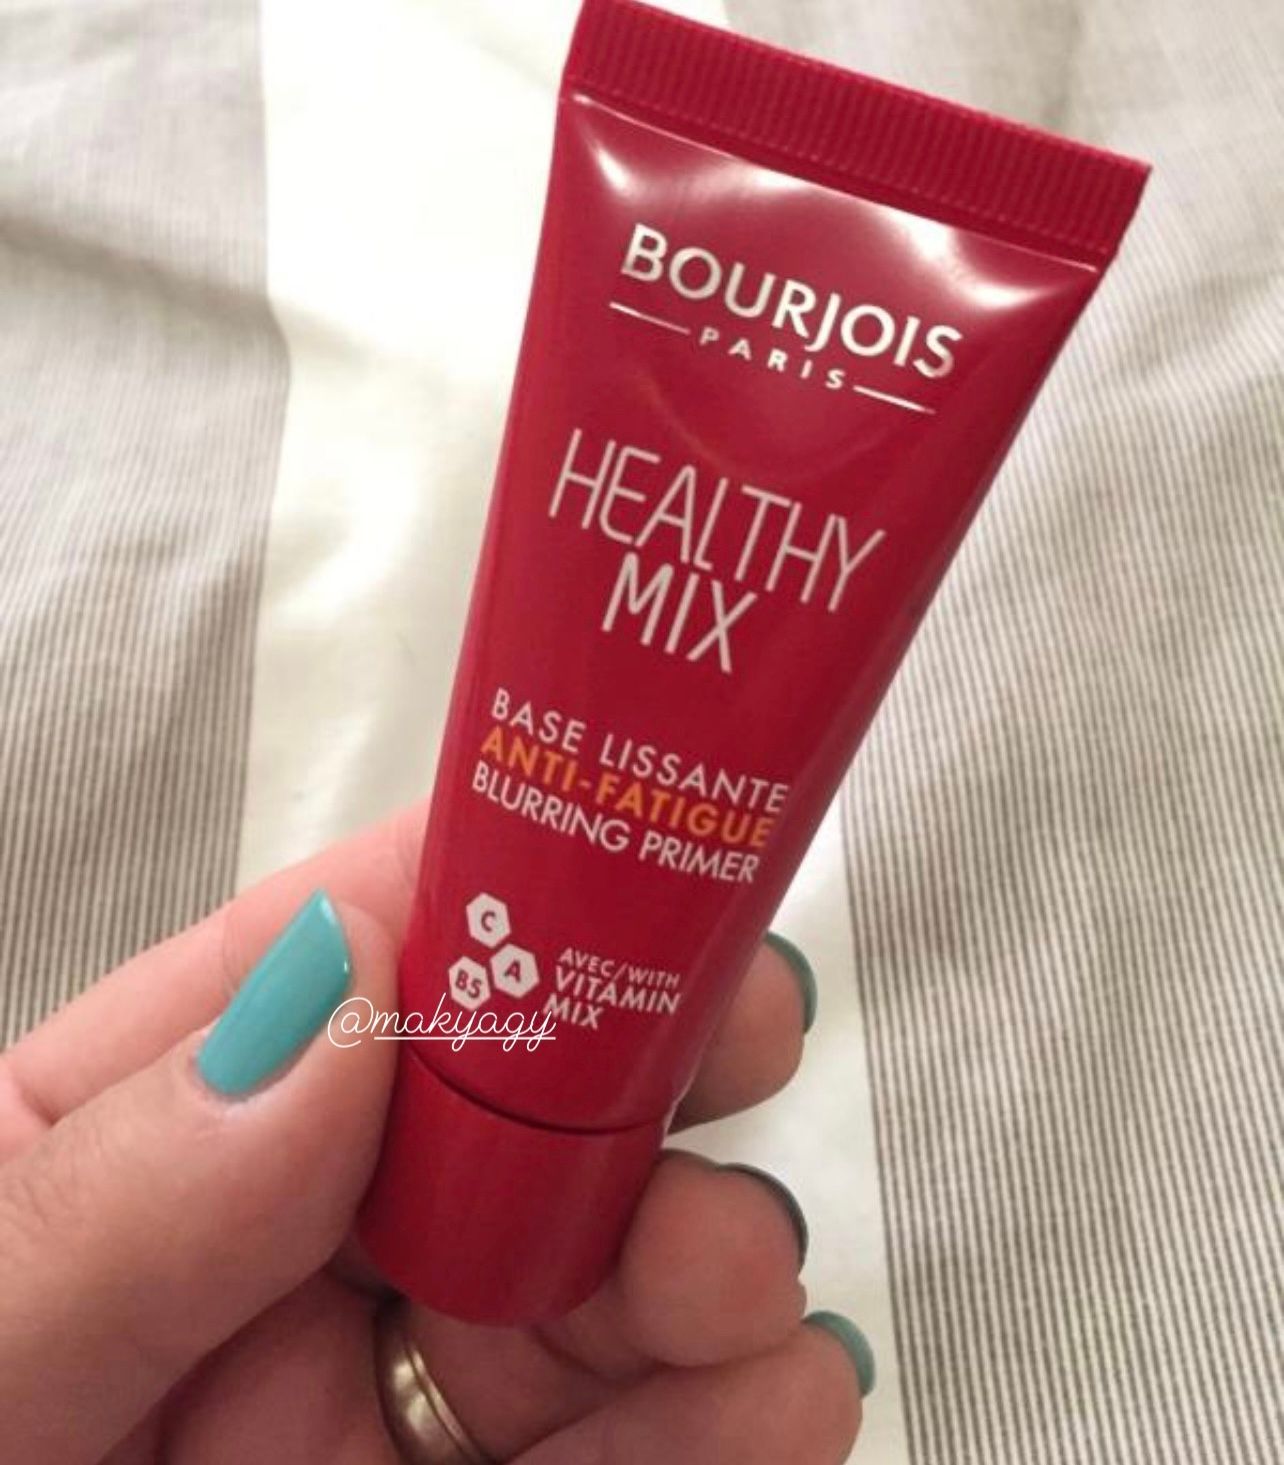 BOURJOIS
PARIS
HEALTHY
MIX
BASE LISSANTE
ANTI-FATIGUE
BLURRING PRIMER
C
A
B5
AVEC/WITH
VITAMIN
MIX
@makyagy